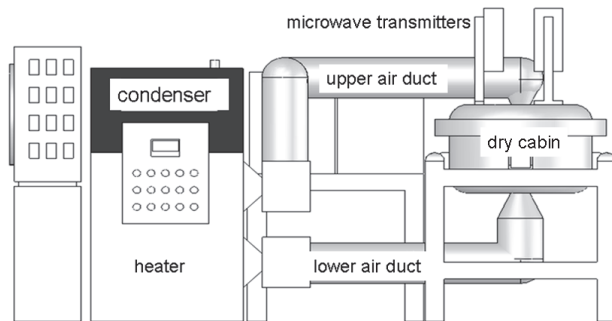 microwave transmitters
upper air duct
condenser
dry cabin
heater
lower air duct